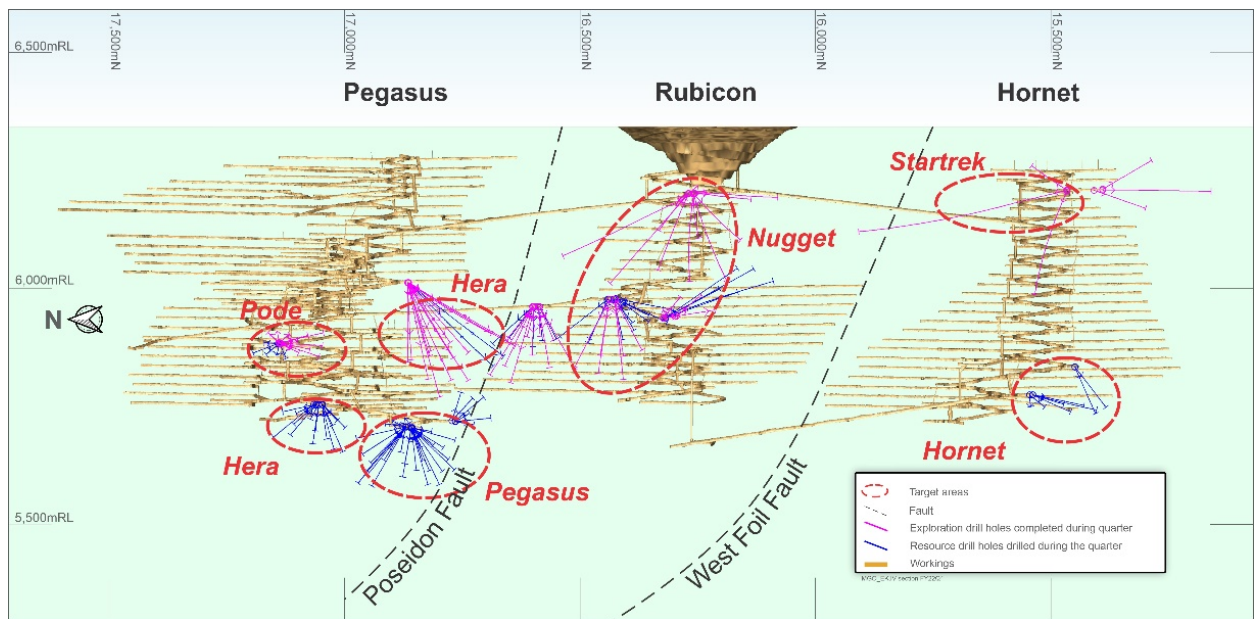 17,500mN
17,000mN
16,500mN
16,000mN
15,500mN
6,500mRL
Pegasus
Rubicon
Hornet
Startrek
Nugget
6,000mRL
Hera
Pode
N
Hera
Pegasus
Hornet
5,500mRL
Poseidon Fault
West Foil Fault
Target areas
Fault
Exploration drill holes completed during quarter
Resource drill holes drilled during the quarter
Workings